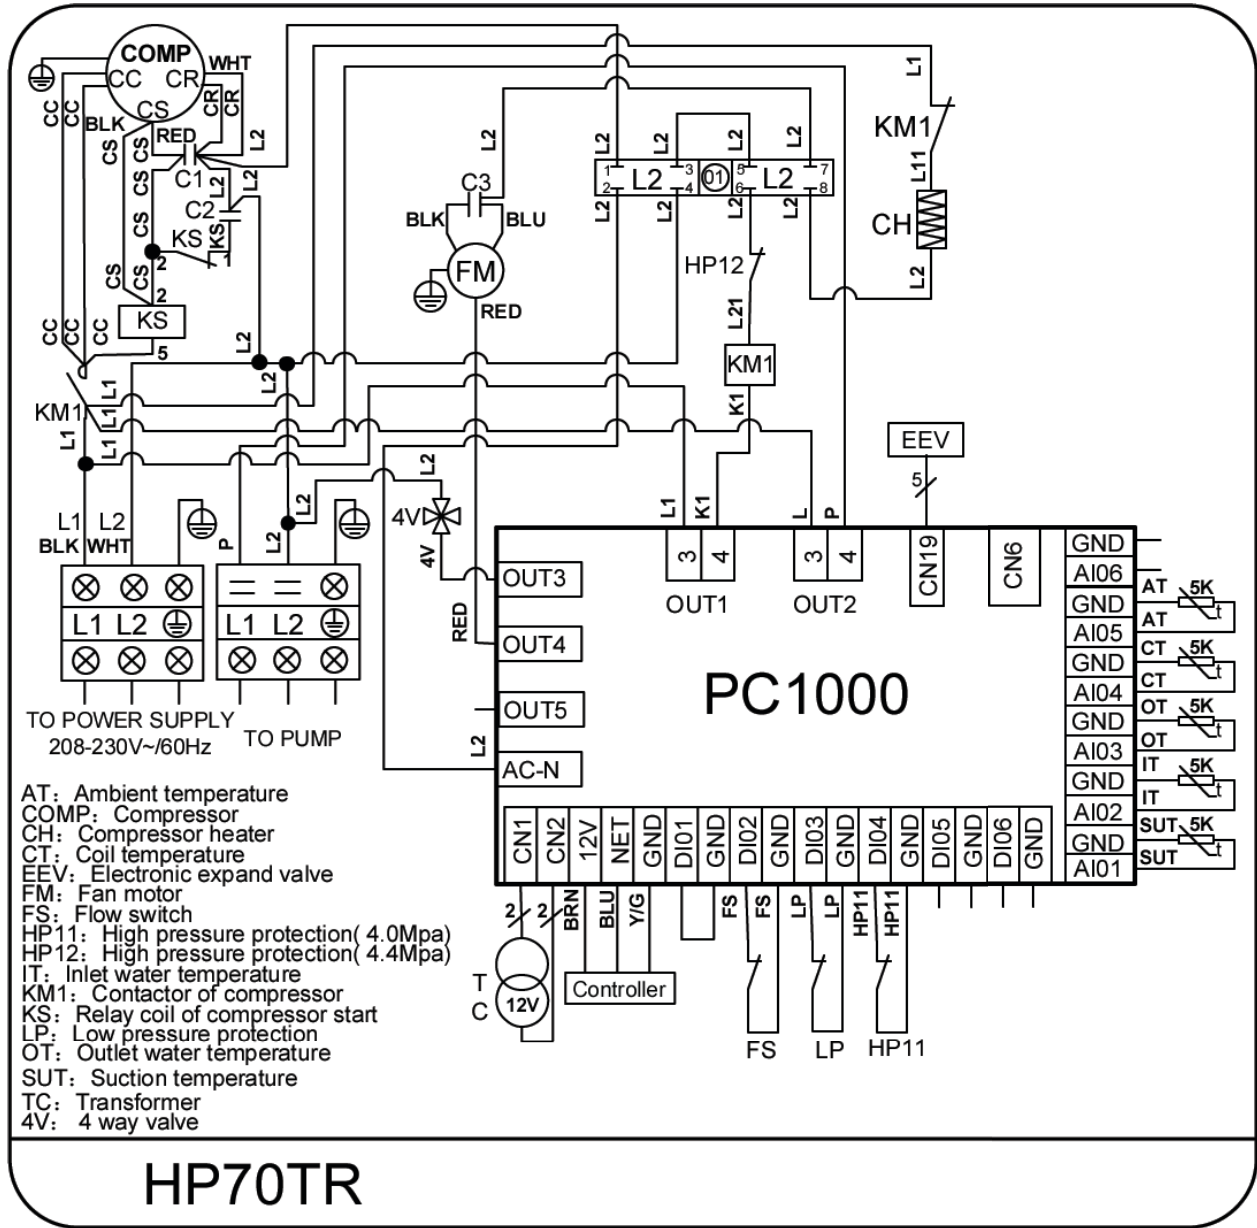 COMP
CC CR WHT
CS
CC CC BLK CS CS RED CR CR L2
C1
CS L2 L2
C2
CS KS KS
2 1
CS CS 2
KS
5
CC CC CC
L2
L2
KM1
L1
L1
L1
L1
L1 L2
BLK WHT
P L2 L2
L1 L2
L1 L2
TO POWER SUPPLY
208-230V~/60Hz
TO PUMP
C3
BLK BLU
FM
RED
L2
L2 L2 L2 L2
1 3 5 7
L2 01 L2
2 4 6 8
L2 L2 L2 L2
HP12
L21
KM1
K1
L1
KM1
L11
CH
L2
L2
4V
4V
RED
L2
L1 K1 L P
EEV
5
3 4 3 4
OUT1 OUT2
CN19 CN6
OUT3
OUT4
OUT5
AC-N
PC1000
GND
AI06
GND
AI05
GND
AI04
GND
AI03
GND
AI02
GND
AI01
AT 5K
AT t
CT 5K
CT t
OT 5K
OT t
IT 5K
IT t
SUT 5K
SUT t
CN1 CN2 12V NET GND DI01 GND DI02 GND DI03 GND DI04 GND DI05 GND DI06 GND
2 2 BRN BLU Y/G FS FS LP LP HP11 HP11
T
C
12V
Controller
FS LP HP11
AT: Ambient temperature
COMP: Compressor
CH: Compressor heater
CT: Coil temperature
EEV: Electronic expand valve
FM: Fan motor
FS: Flow switch
HP11: High pressure protection( 4.0Mpa)
HP12: High pressure protection( 4.4Mpa)
IT: Inlet water temperature
KM1: Contactor of compressor
KS: Relay coil of compressor start
LP: Low pressure protection
OT: Outlet water temperature
SUT: Suction temperature
TC: Transformer
4V: 4 way valve
HP70TR